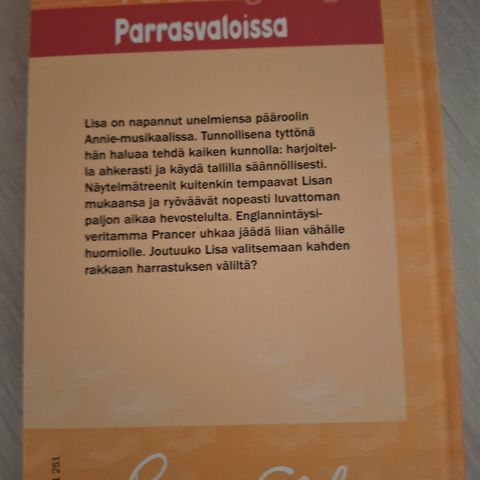 Parrasvaloissa
Lisa on napannut unelmiensa pääroolin
Annie-musikaalissa. Tunnollisena tyttönä
hän haluaa tehdä kaiken kunnolla: harjoitel-
la ahkerasti ja käydä tallilla säännöllisesti.
Näytelmätreenit kuitenkin tempaavat Lisan
mukaansa ja ryöväävät nopeasti luvattoman
paljon aikaa hevostelulta. Englannintäysi-
veritamma Prancer uhkaa jäädä liian vähälle
huomiolle. Joutuuko Lisa valitsemaan kahden
rakkaan harrastuksen väliltä?
251